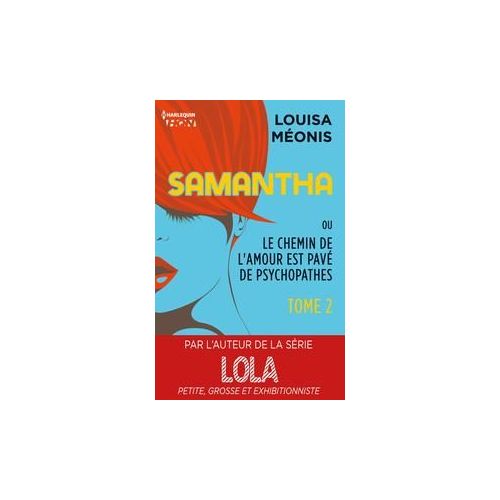 HARLEQUIN
HQN
LOUISA
MÉONIS
SAMANTHA
OU
LE CHEMIN DE
L'AMOUR EST PAVÉ
DE PSYCHOPATHES
TOME 2
PAR L'AUTEUR DE LA SÉRIE
LOLA
PETITE, GROSSE ET EXHIBITIONNISTE